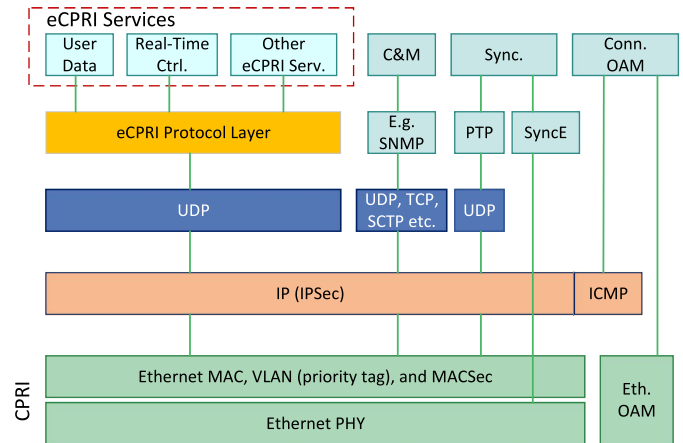 eCPRI Services
User
Data
Real-Time
Ctrl.
Other
eCPRI Serv.
C&M
Sync.
Conn.
OAM
eCPRI Protocol Layer
E.g.
SNMP
PTP
SyncE
UDP
UDP, TCP,
SCTP etc.
UDP
IP (IPSec)
ICMP
Ethernet MAC, VLAN (priority tag), and MACSec
Eth.
OAM
Ethernet PHY
CPRI